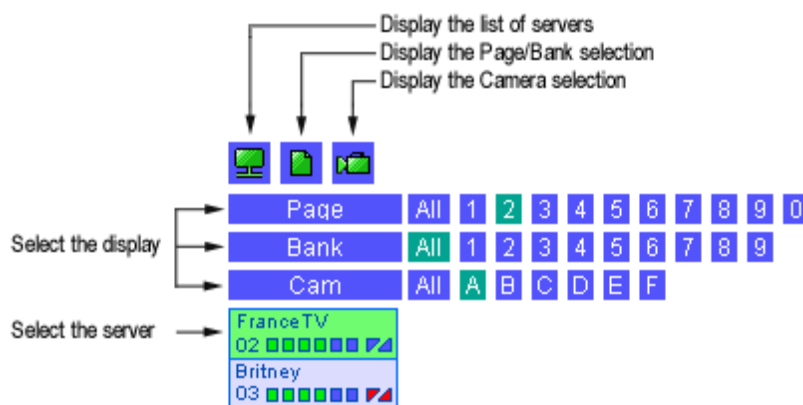 Display the list of servers
Display the Page/Bank selection
Display the Camera selection
Page All 1 2 3 4 5 6 7 8 9 0
Select the display Bank All 1 2 3 4 5 6 7 8 9
Cam All A B C D E F
Select the server FranceTV
02
Britney
03